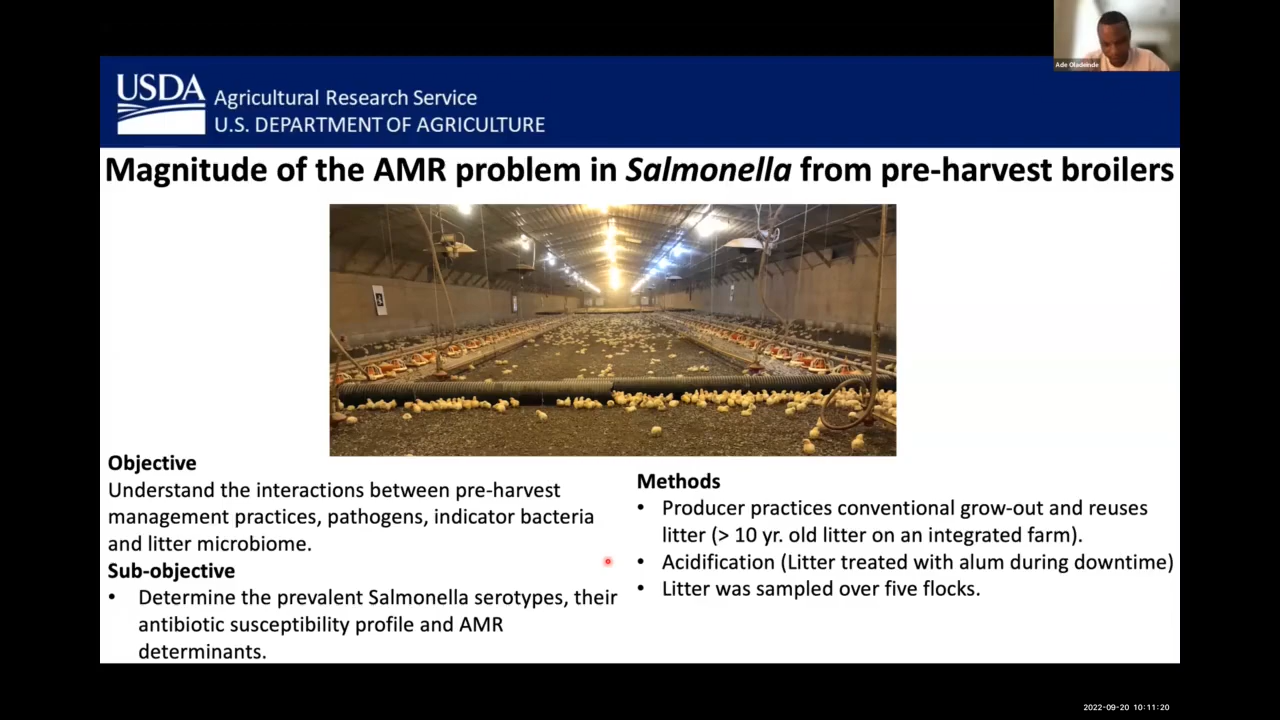 Ade Oladeinde
USDA
Agricultural Research Service
U.S. DEPARTMENT OF AGRICULTURE
Magnitude of the AMR problem in Salmonella from pre-harvest broilers
Objective
Understand the interactions between pre-harvest
management practices, pathogens, indicator bacteria
and litter microbiome.
Sub-objective
• Determine the prevalent Salmonella serotypes, their
antibiotic susceptibility profile and AMR
determinants.
Methods
• Producer practices conventional grow-out and reuses
litter (> 10 yr. old litter on an integrated farm).
• Acidification (Litter treated with alum during downtime)
• Litter was sampled over five flocks.
2022-09-20 10:11:20